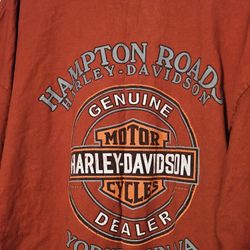 HAMPTON ROADS
HARLEY-DAVIDSON
GENUINE
MOTOR
HARLEY-DAVIDSON
CYCLES
DEALER